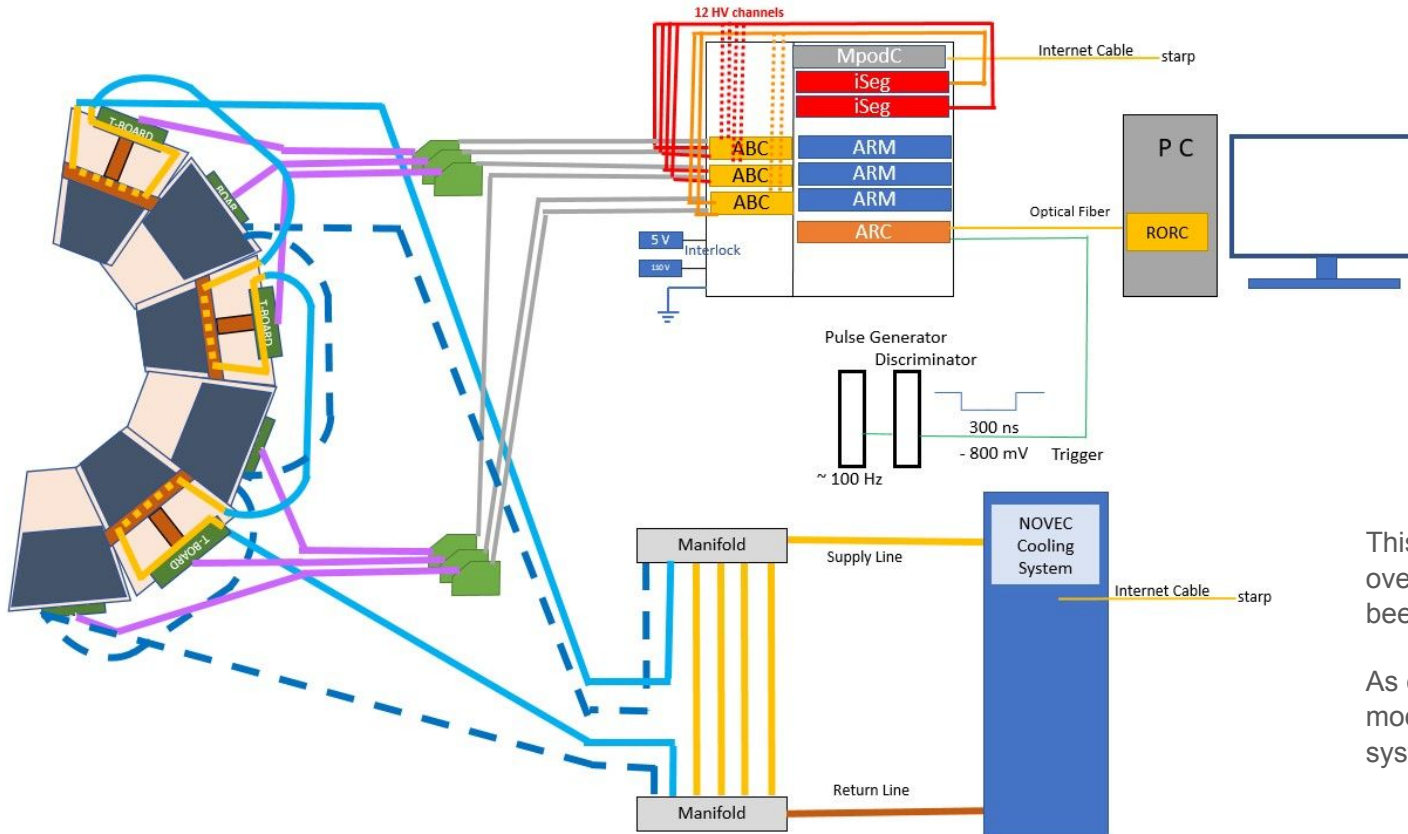 12 HV channels
MpodC
Internet Cable
starp
iSeg
iSeg
T-BOARD
ABC
ARM
P C
ABC
ARM
BOAR
ABC
ARM
Optical Fiber
5 V
Interlock
ARC
RORC
110 V
T-BOARD
Pulse Generator
Discriminator
300 ns
- 800 mV
Trigger
~ 100 Hz
NOVEC
Cooling
System
Manifold
Supply Line
T-BOARD
Internet Cable
starp
This
ove
bee
As
mod
sys
Return Line
Manifold